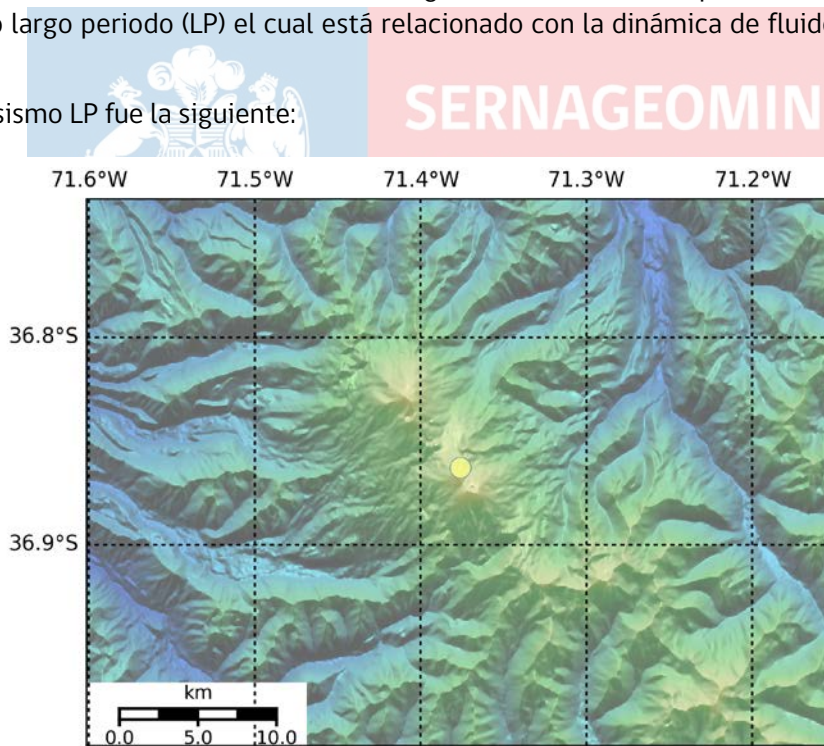 o largo periodo (LP) el cual está relacionado con la dinámica de fluido
SERNAGEOMIN
sismo LP fue la siguiente:
71.6°W 71.5°W 71.4°W 71.3°W 71.2°W
36.8°S
36.9°S
km
0.0 5.0 10.0